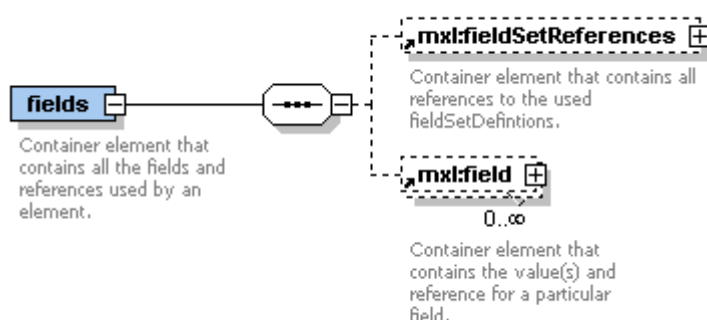 mxl:fieldSetReferences
Container element that contains all
references to the used
fieldSetDefintions.
fields
Container element that
contains all the fields and
references used by an
element.
mxl:field
0..∞
Container element that
contains the value(s) and
reference for a particular
field.